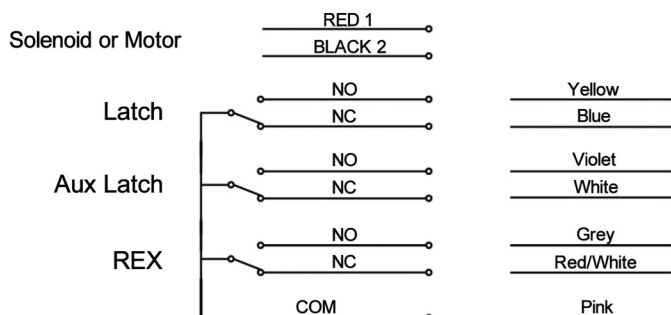 Solenoid or Motor RED 1
BLACK 2
Latch NO Yellow
NC Blue
Aux Latch NO Violet
NC White
REX NO Grey
NC Red/White
COM Pink